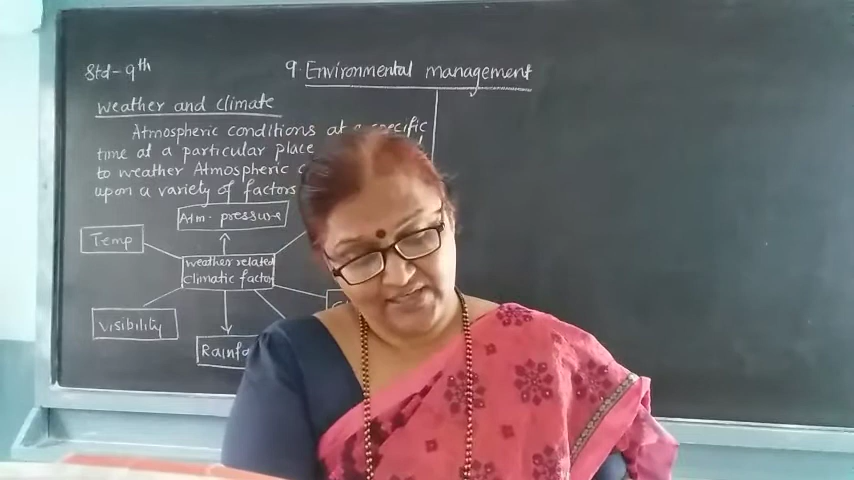 Std-9th
9. Environmental management
Weather and climate
Atmospheric conditions at a specific
time at a particular place
to weather Atmospheric
upon a variety of factors
Atm. pressure
Temp
weather related
climatic factor
visibility